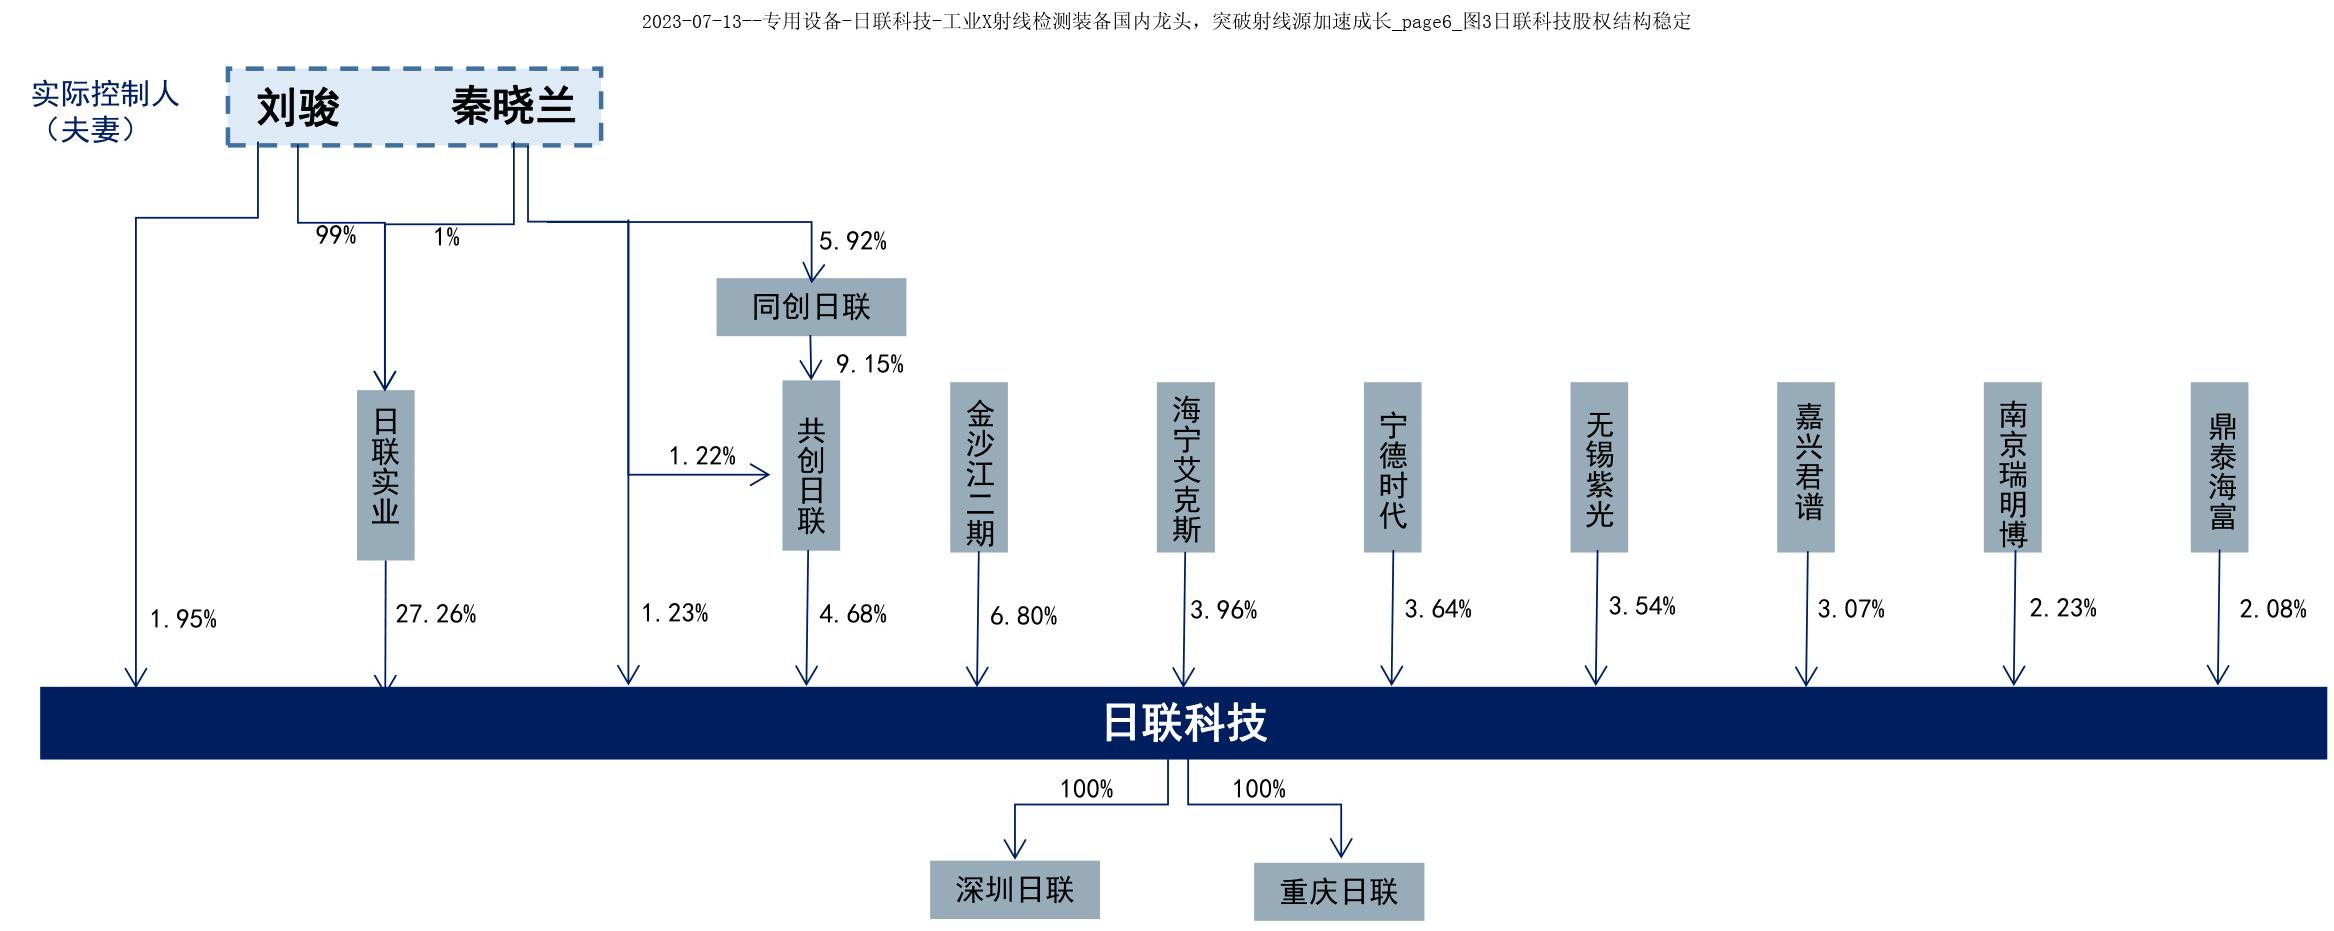 2023-07-13--专用设备-日联科技-工业X射线检测装备国内龙头，突破射线源加速成长_page6_图3日联科技股权结构稳定
实际控制人
（夫妻）
刘骏 秦晓兰
99% 1%
5.92%
同创日联
9.15%
1.22%
日联实业
共创日联
金沙江二期
海宁艾克斯
宁德时代
无锡紫光
嘉兴君谱
南京瑞明博
鼎泰海富
1.95% 27.26% 1.23% 4.68% 6.80% 3.96% 3.64% 3.54% 3.07% 2.23% 2.08%
日联科技
100% 100%
深圳日联 重庆日联